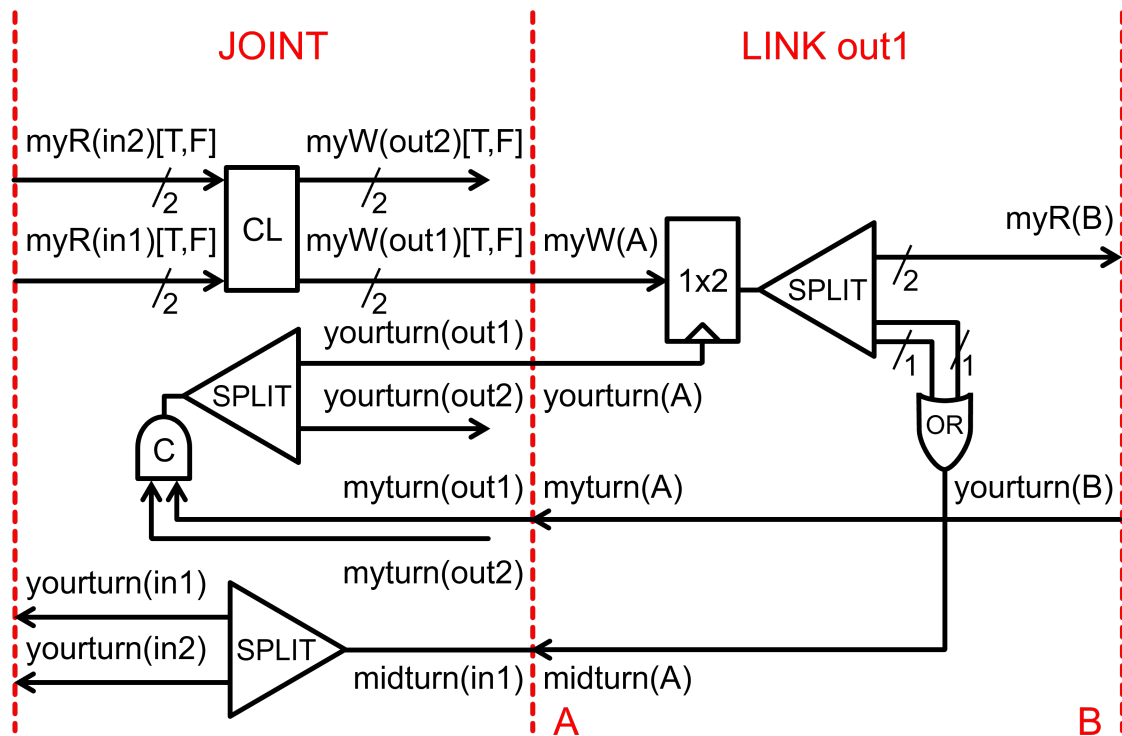 JOINT
LINK out1
myR(in2)[T,F]
myW(out2)[T,F]
2
2
CL
myR(in1)[T,F]
myW(out1)[T,F]
myW(A)
myR(B)
2
2
1x2
SPLIT
2
1
1
yourturn(out1)
SPLIT
yourturn(out2)
yourturn(A)
OR
C
myturn(out1)
myturn(A)
yourturn(B)
myturn(out2)
yourturn(in1)
yourturn(in2)
SPLIT
midturn(in1)
midturn(A)
A
B